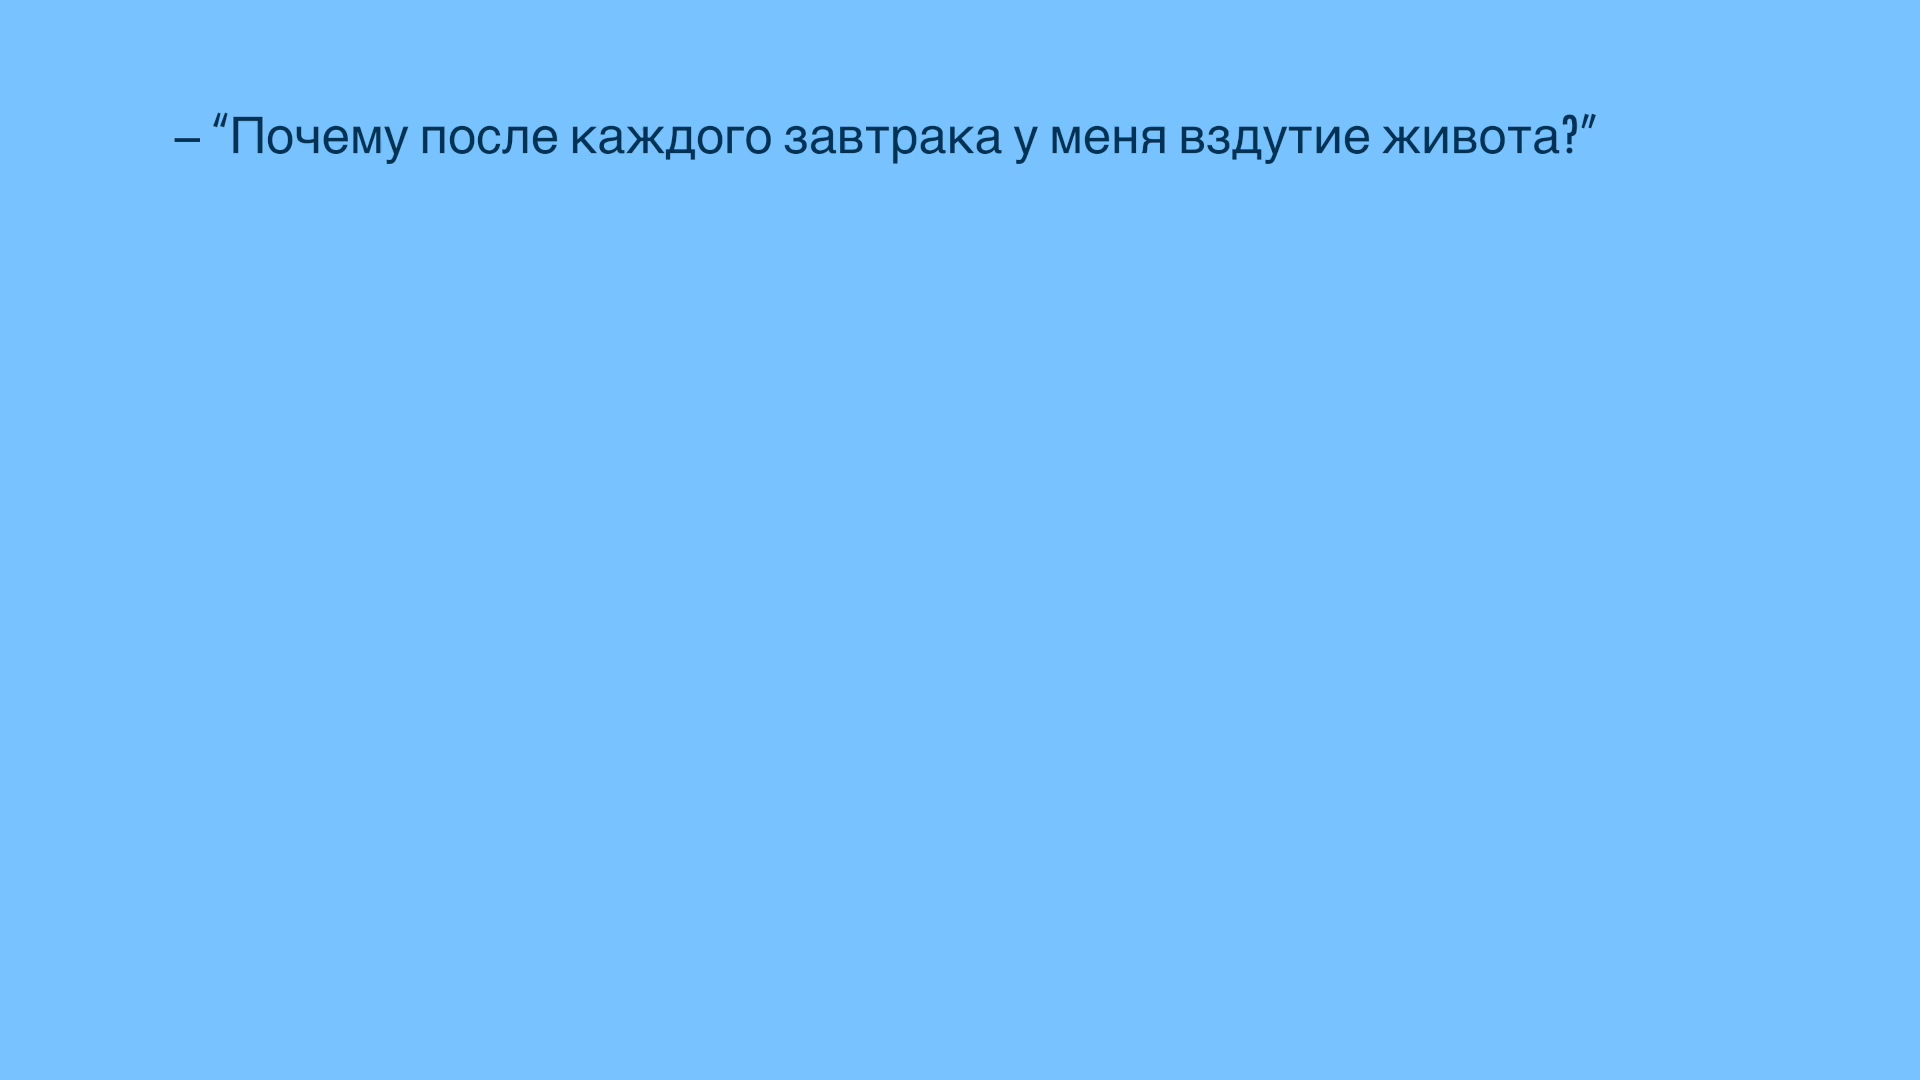 – “Почему после каждого завтрака у меня вздутие живота?”